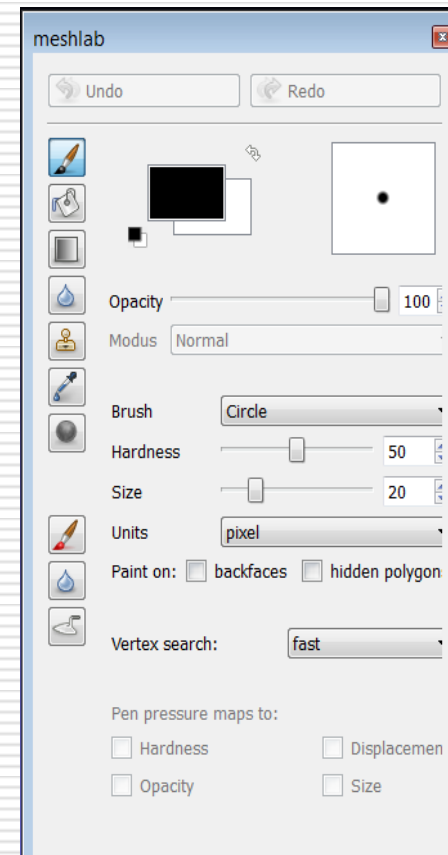 meshlab
Undo Redo
Opacity 100
Modus Normal
Brush Circle
Hardness 50
Size 20
Units pixel
Paint on: backfaces hidden polygon
Vertex search: fast
Pen pressure maps to:
Hardness Displacemen
Opacity Size